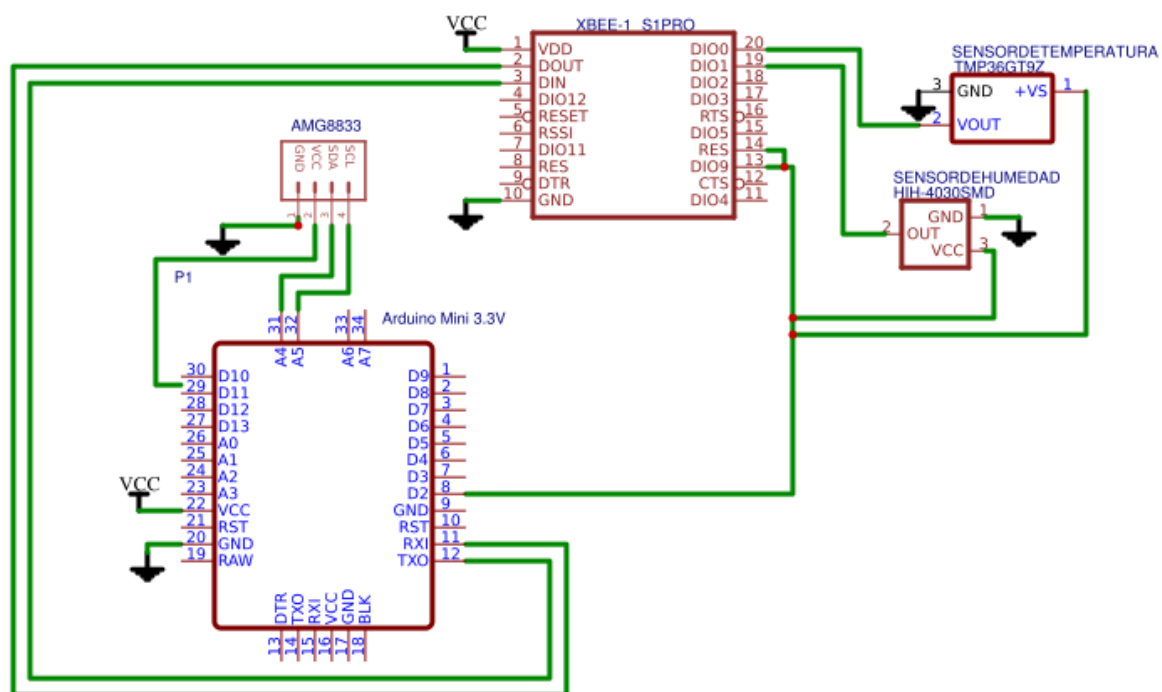 VCC
XBEE-1 S1PRO
1 VDD DIO0 20
2 DOUT DIO1 19
3 DIN DIO2 18
4 DIO12 DIO3 17
5 RESET RTS 16
6 RSSI DIO5 15
7 DIO11 RES 14
8 RES DIO9 13
9 DTR CTS 12
10 GND DIO4 11
SENSORDETEMPERATURA
TMP36GT9Z
3 GND +VS 1
2 VOUT
SENSORDEHUMEDAD
HIH-4030SMD
GND 1
2 OUT
VCC 3
AMG8833
GND VCC SDA SCL
1 2 3 4
P1
Arduino Mini 3.3V
31 32 33 34
A4 A5 A6 A7
30 D10 D9 1
29 D11 D8 2
28 D12 D7 3
27 D13 D6 4
26 A0 D5 5
25 A1 D4 6
24 A2 D3 7
23 A3 D2 8
VCC
22 VCC GND 9
21 RST RST 10
20 GND RXI 11
19 RAW TXO 12
DTR TXO RXI VCC GND BLK
13 14 15 16 17 18